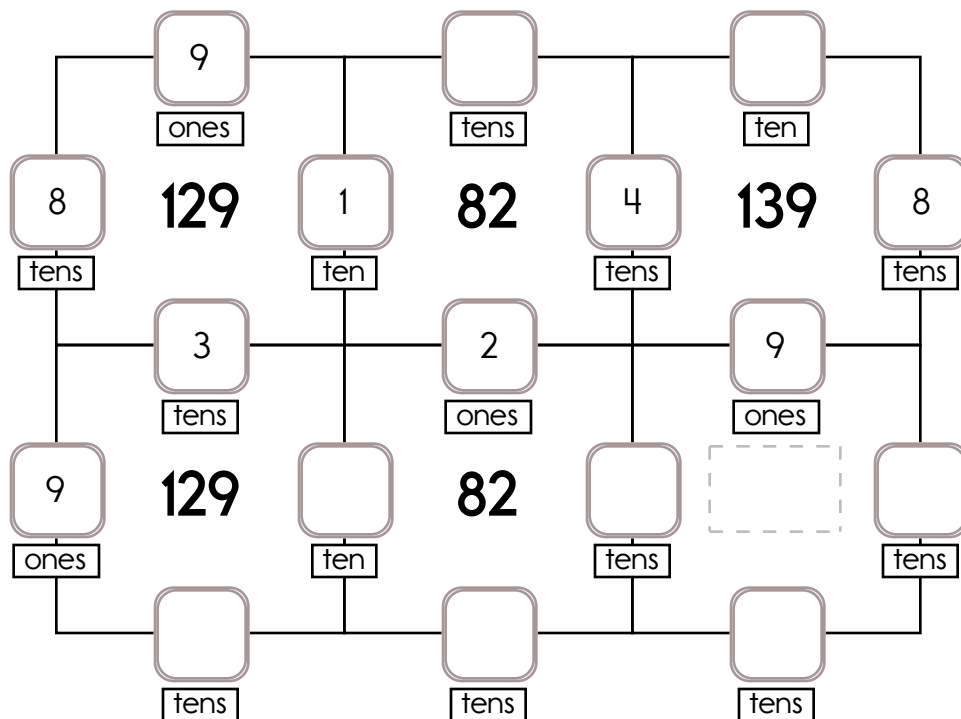 9
ones tens ten
8 129 1 82 4 139 8
tens ten tens tens
3 2 9
tens ones ones
9 129 82
ones ten tens tens
tens tens tens